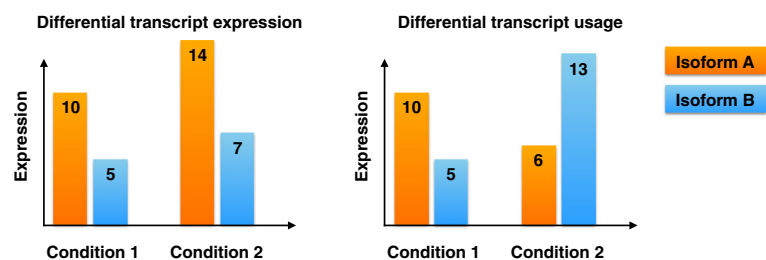 Differential transcript expression
Differential transcript usage
14
13
Isoform A
10
10
Isoform B
7
6
5
5
Expression
Expression
Condition 1
Condition 2
Condition 1
Condition 2